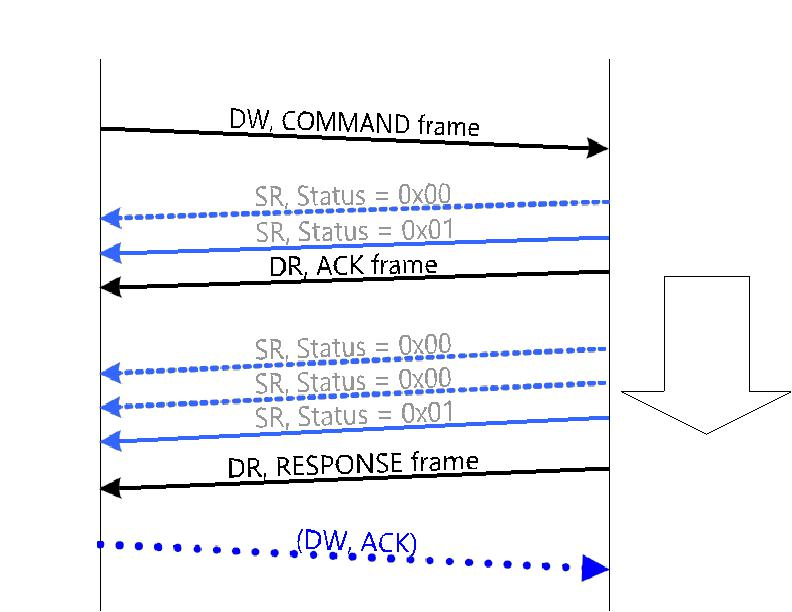 DW, COMMAND frame
SR, Status = 0x00
SR, Status = 0x01
DR, ACK frame
SR, Status = 0x00
SR, Status = 0x00
SR, Status = 0x01
DR, RESPONSE frame
(DW, ACK)